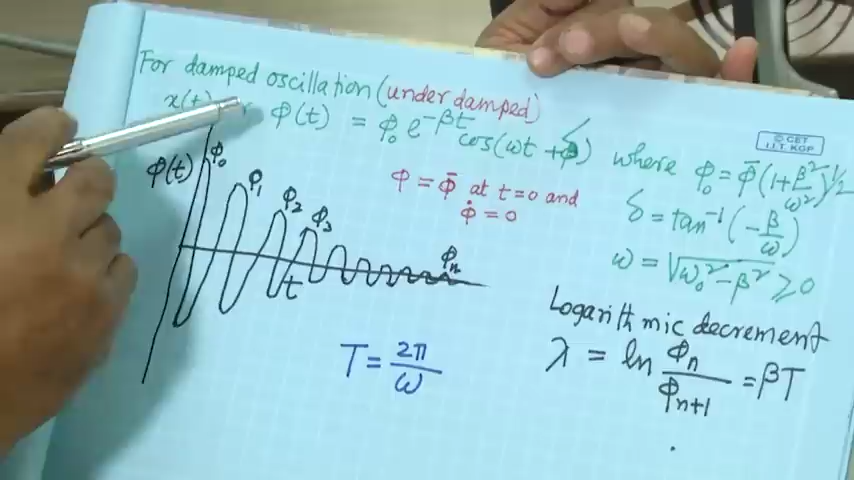 For damped oscillation (underdamped)
x(t) or φ(t) = φ₀ e^(-βt) cos(ωt + δ) where φ₀ = φ̄ (1 + β²/ω²)^(1/2)
© CET
I.I.T. KGP
φ = φ̄ at t=0 and
φ̇ = 0
δ = tan⁻¹(-β/ω)
ω = √(ω₀² - β²) ≥ 0
φ(t) φ₀ φ₁ φ₂ φ₃ φₙ
t
T = 2π/ω
Logarithmic decrement
λ = ln φₙ/φₙ₊₁ = βT